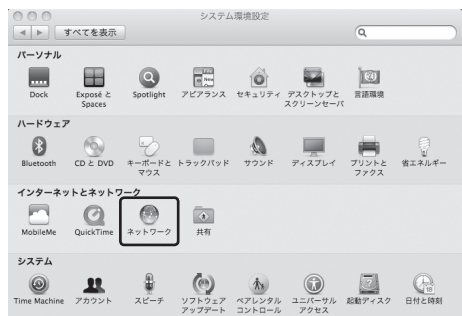 システム環境設定
すべてを表示
パーソナル
Dock
Exposé と
Spaces
Spotlight
アピアランス
セキュリティ
デスクトップと
スクリーンセーバ
言語環境
ハードウェア
Bluetooth
CD と DVD
キーボードと
マウス
トラックパッド
サウンド
ディスプレイ
プリントと
ファクス
省エネルギー
インターネットとネットワーク
MobileMe
QuickTime
ネットワーク
共有
システム
Time Machine
アカウント
スピーチ
ソフトウェア
アップデート
ペアレンタル
コントロール
ユニバーサル
アクセス
起動ディスク
日付と時刻